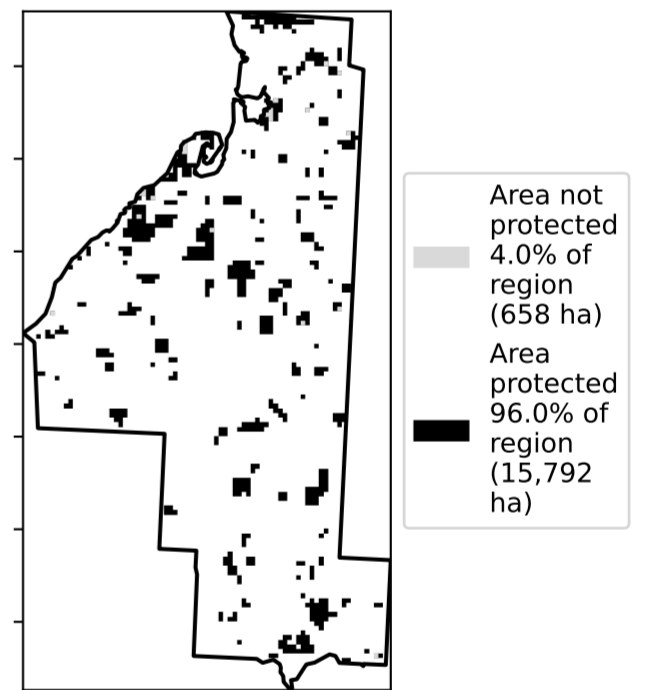 Area not
protected
4.0% of
region
(658 ha)
Area
protected
96.0% of
region
(15,792
ha)